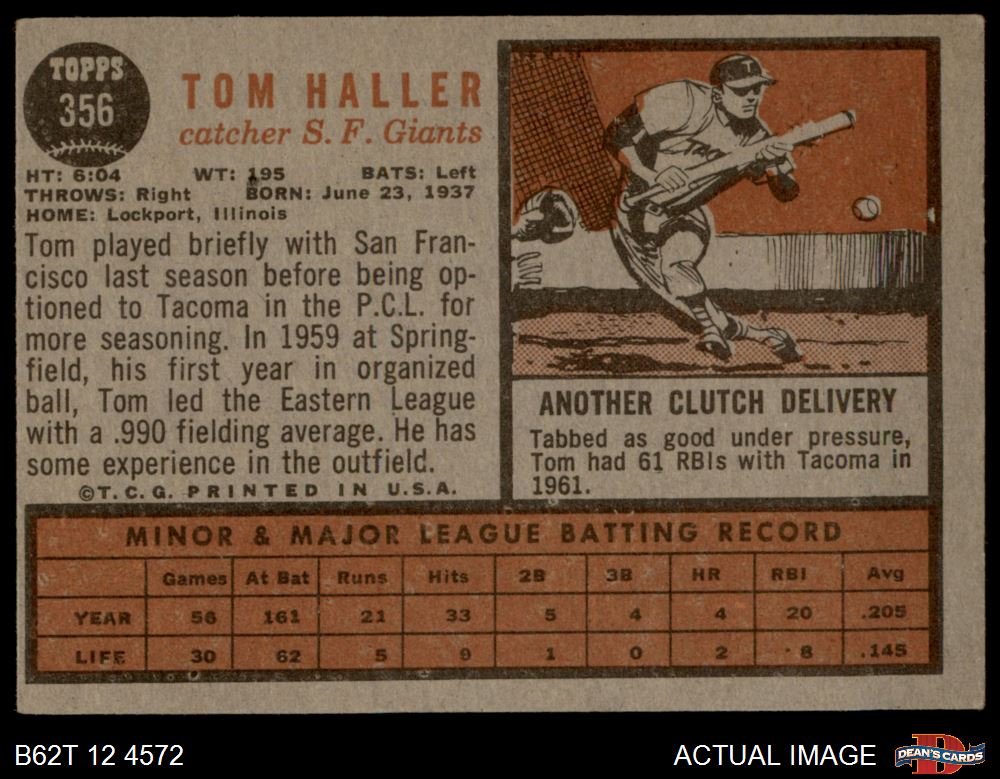 TOPPS
356
TOM HALLER
catcher S. F. Giants
HT: 6:04 WT: 195 BATS: Left
THROWS: Right BORN: June 23, 1937
HOME: Lockport, Illinois
Tom played briefly with San Fran-
cisco last season before being op-
tioned to Tacoma in the P.C.L. for
more seasoning. In 1959 at Spring-
field, his first year in organized
ball, Tom led the Eastern League
with a .990 fielding average. He has
some experience in the outfield.
©T.C.G. PRINTED IN U.S.A.
T
TAC
ANOTHER CLUTCH DELIVERY
Tabbed as good under pressure,
Tom had 61 RBIs with Tacoma in
1961.
MINOR & MAJOR LEAGUE BATTING RECORD
Games At Bat Runs Hits 2B 3B HR RBI Avg
YEAR 56 161 21 33 5 4 4 20 .205
LIFE 30 62 5 9 1 0 2 8 .145
B62T 12 4572
ACTUAL IMAGE
DEAN'S CARDS